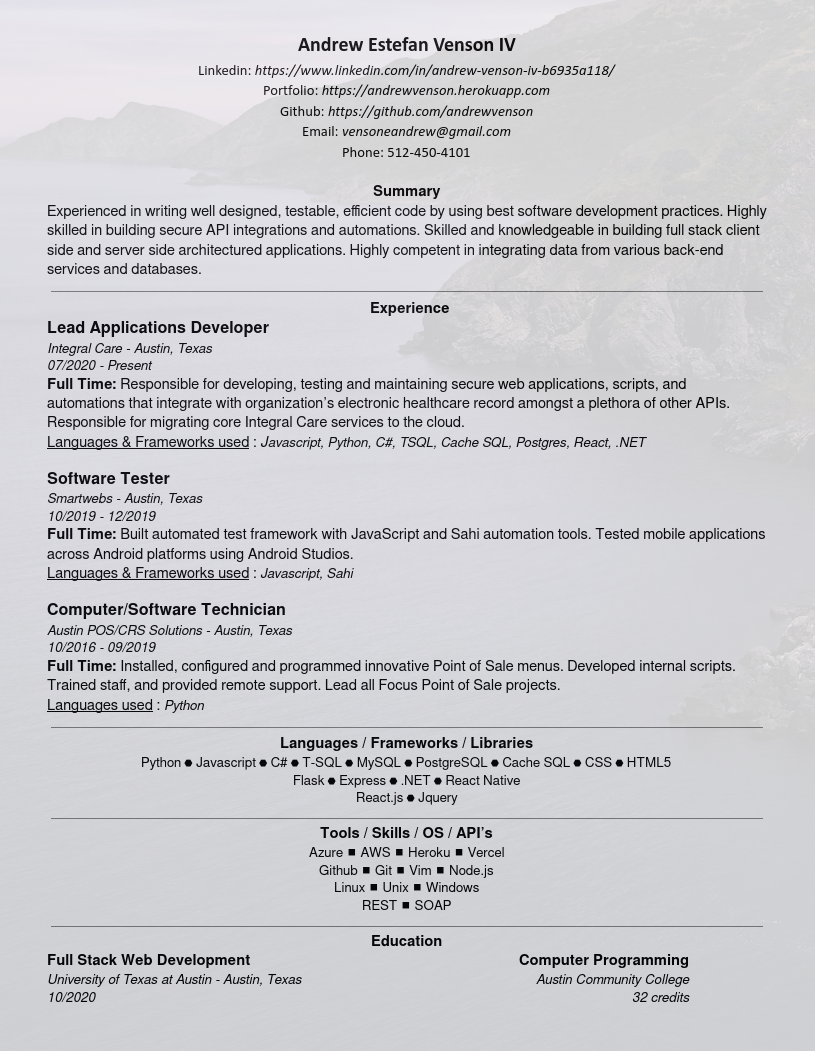 Andrew Estefan Venson IV
Linkedin: https://www.linkedin.com/in/andrew-venson-iv-b6935a118/
Portfolio: https://andrewvenson.herokuapp.com
Github: https://github.com/andrewvenson
Email: vensoneandrew@gmail.com
Phone: 512-450-4101
Summary
Experienced in writing well designed, testable, efficient code by using best software development practices. Highly
skilled in building secure API integrations and automations. Skilled and knowledgeable in building full stack client
side and server side architectured applications. Highly competent in integrating data from various back-end
services and databases.
Experience
Lead Applications Developer
Integral Care - Austin, Texas
07/2020 - Present
Full Time: Responsible for developing, testing and maintaining secure web applications, scripts, and
automations that integrate with organization's electronic healthcare record amongst a plethora of other APIs.
Responsible for migrating core Integral Care services to the cloud.
Languages & Frameworks used : Javascript, Python, C#, TSQL, Cache SQL, Postgres, React, .NET
Software Tester
Smartwebs - Austin, Texas
10/2019 - 12/2019
Full Time: Built automated test framework with JavaScript and Sahi automation tools. Tested mobile applications
across Android platforms using Android Studios.
Languages & Frameworks used : Javascript, Sahi
Computer/Software Technician
Austin POS/CRS Solutions - Austin, Texas
10/2016 - 09/2019
Full Time: Installed, configured and programmed innovative Point of Sale menus. Developed internal scripts.
Trained staff, and provided remote support. Lead all Focus Point of Sale projects.
Languages used : Python
Languages / Frameworks / Libraries
Python ● Javascript ● C# ● T-SQL ● MySQL ● PostgreSQL ● Cache SQL ● CSS ● HTML5
Flask ● Express ● .NET ● React Native
React.js ● Jquery
Tools / Skills / OS / API's
Azure ■ AWS ■ Heroku ■ Vercel
Github ■ Git ■ Vim ■ Node.js
Linux ■ Unix ■ Windows
REST ■ SOAP
Education
Full Stack Web Development
University of Texas at Austin - Austin, Texas
10/2020
Computer Programming
Austin Community College
32 credits